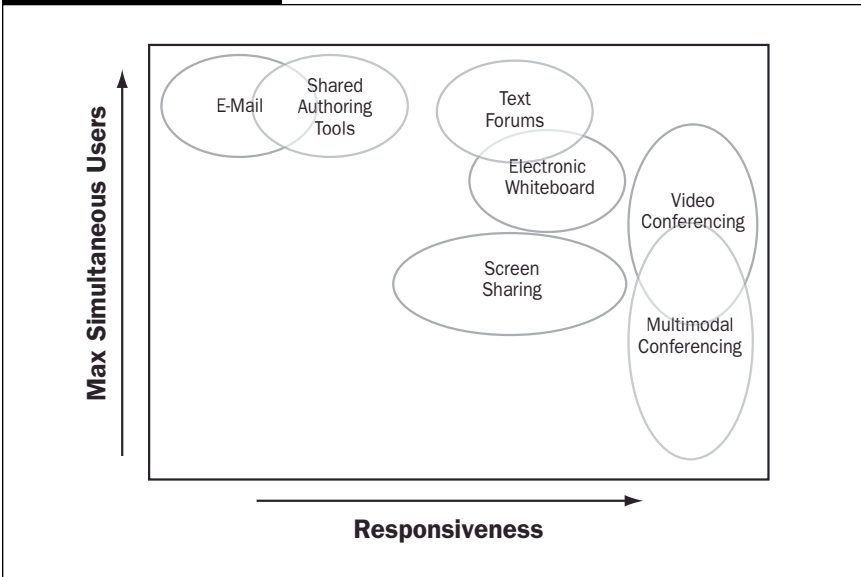 Max Simultaneous Users
E-Mail
Shared
Authoring
Tools
Text
Forums
Electronic
Whiteboard
Video
Conferencing
Screen
Sharing
Multimodal
Conferencing
Responsiveness